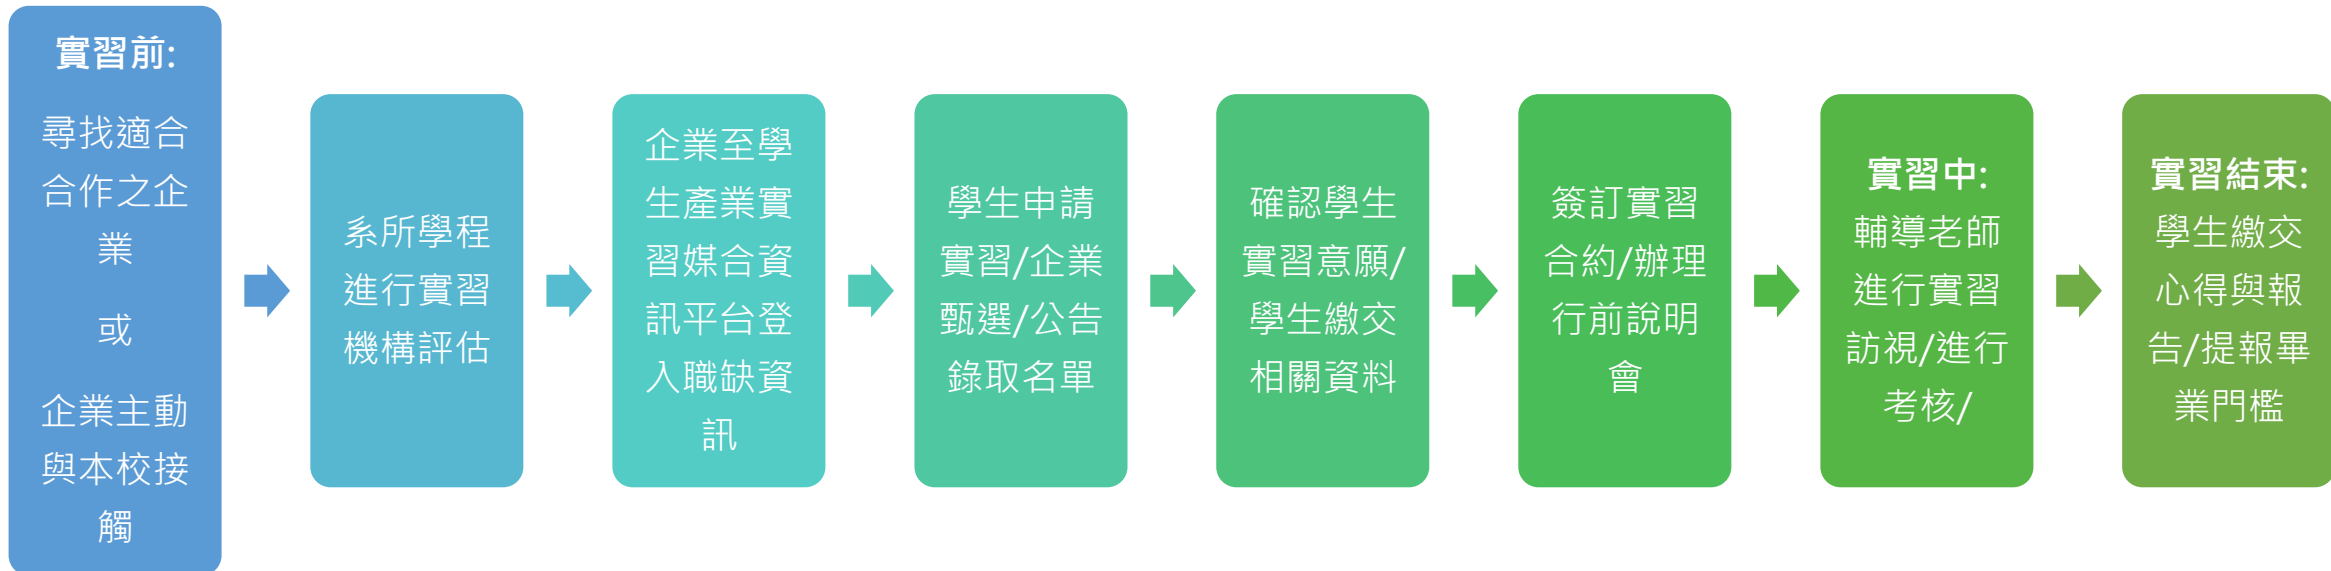 實習前:
尋找適合
合作之企
業
或
企業主動
與本校接
觸
系所學程
進行實習
機構評估
企業至學
生產業實
習媒合資
訊平台登
入職缺資
訊
學生申請
實習/企業
甄選/公告
錄取名單
確認學生
實習意願/
學生繳交
相關資料
簽訂實習
合約/辦理
行前說明
會
實習中:
輔導老師
進行實習
訪視/進行
考核/
實習結束:
學生繳交
心得與報
告/提報畢
業門檻